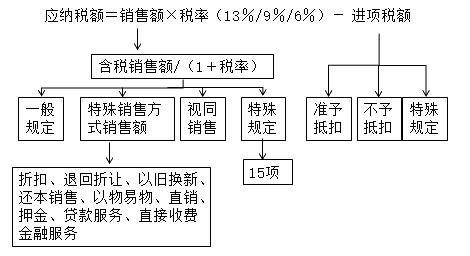 应纳税额＝销售额×税率（13%/9%/6%）－ 进项税额
含税销售额/（1＋税率）
一般
规定
特殊销售方
式销售额
视同
销售
特殊
规定
准予
抵扣
不予
抵扣
特殊
规定
15项
折扣、退回折让、以旧换新、
还本销售、以物易物、直销、
押金、贷款服务、直接收费
金融服务